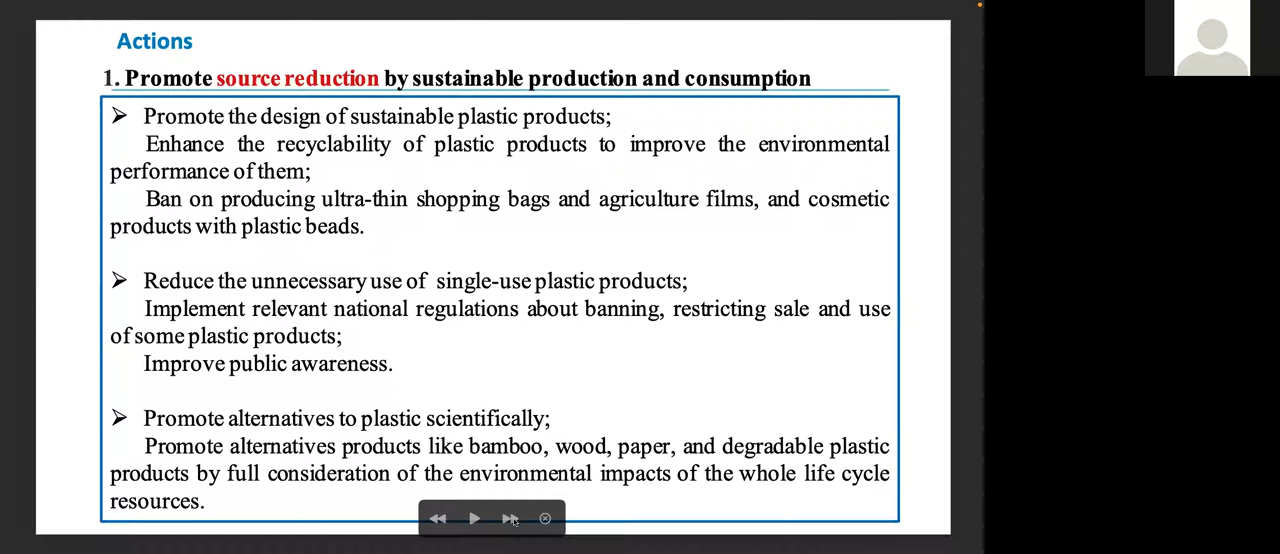 Actions
1. Promote source reduction by sustainable production and consumption
➢ Promote the design of sustainable plastic products;
Enhance the recyclability of plastic products to improve the environmental
performance of them;
Ban on producing ultra-thin shopping bags and agriculture films, and cosmetic
products with plastic beads.
➢ Reduce the unnecessary use of single-use plastic products;
Implement relevant national regulations about banning, restricting sale and use
of some plastic products;
Improve public awareness.
➢ Promote alternatives to plastic scientifically;
Promote alternatives products like bamboo, wood, paper, and degradable plastic
products by full consideration of the environmental impacts of the whole life cycle
resources.